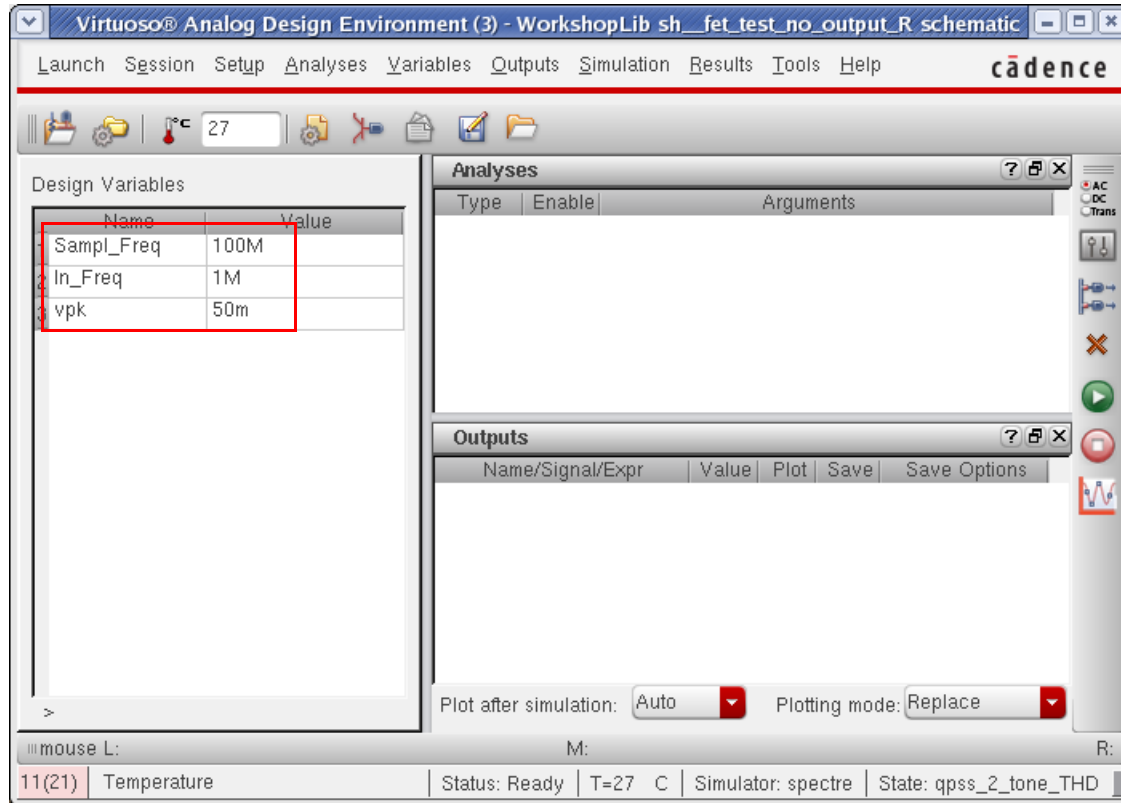 Virtuoso® Analog Design Environment (3) - WorkshopLib sh__fet_test_no_output_R schematic
Launch Session Setup Analyses Variables Outputs Simulation Results Tools Help cādence
°C 27
Design Variables
Name Value
1 Sampl_Freq 100M
2 In_Freq 1M
3 vpk 50m
>
Analyses
Type Enable Arguments
Outputs
Name/Signal/Expr Value Plot Save Save Options
Plot after simulation: Auto Plotting mode: Replace
AC
DC
Trans
mouse L: M: R:
11(21) Temperature Status: Ready T=27 C Simulator: spectre State: qpss_2_tone_THD